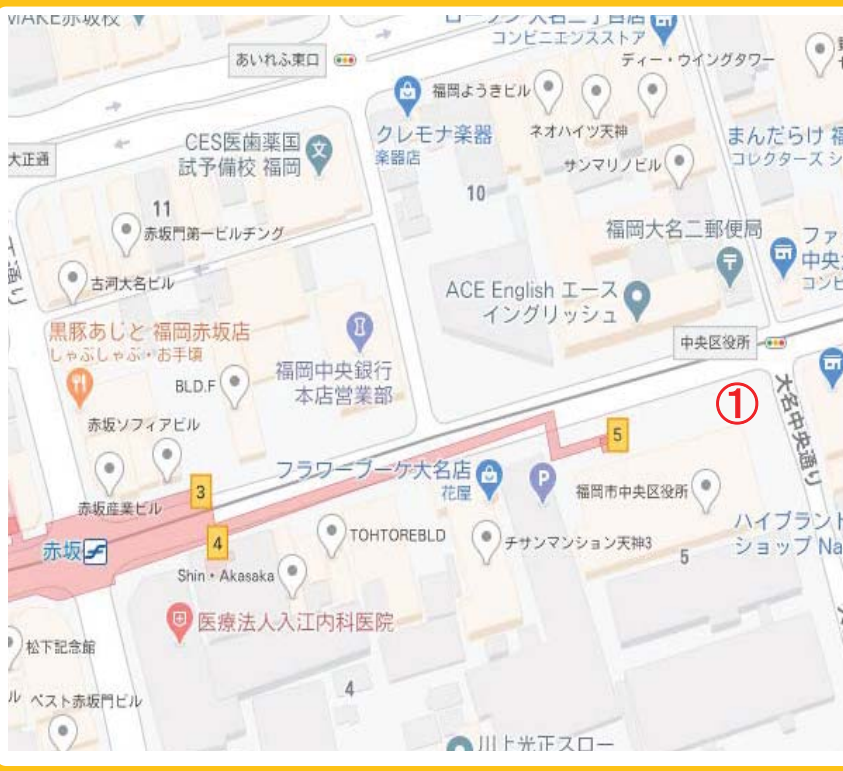 MAKE赤坂校
ローソン 大名二丁目店
コンビニエンスストア
あいれふ東口
ディー・ウイングタワー
福岡ようきビル
クレモナ楽器
楽器店
ネオハイツ天神
まんだらけ 福
コレクターズ シ
大正通
CES医歯薬国
試予備校 福岡
サンマリノビル
10
11
赤坂門第一ビルヂング
福岡大名二郵便局
ファ
中央
コンビ
古河大名ビル
ACE English エース
イングリッシュ
黒豚あじと 福岡赤坂店
しゃぶしゃぶ・お手頃
福岡中央銀行
本店営業部
中央区役所
BLD.F
①
大名中央通り
赤坂ソフィアビル
5
フラワーブーケ大名店
花屋
P
福岡市中央区役所
3
赤坂産業ビル
赤坂
4
TOHTOREBLD
チサンマンション天神3
5
ハイブランド
ショップ Na
Shin・Akasaka
医療法人入江内科医院
松下記念館
4
ル
ベスト赤坂門ビル
川上光正スロー